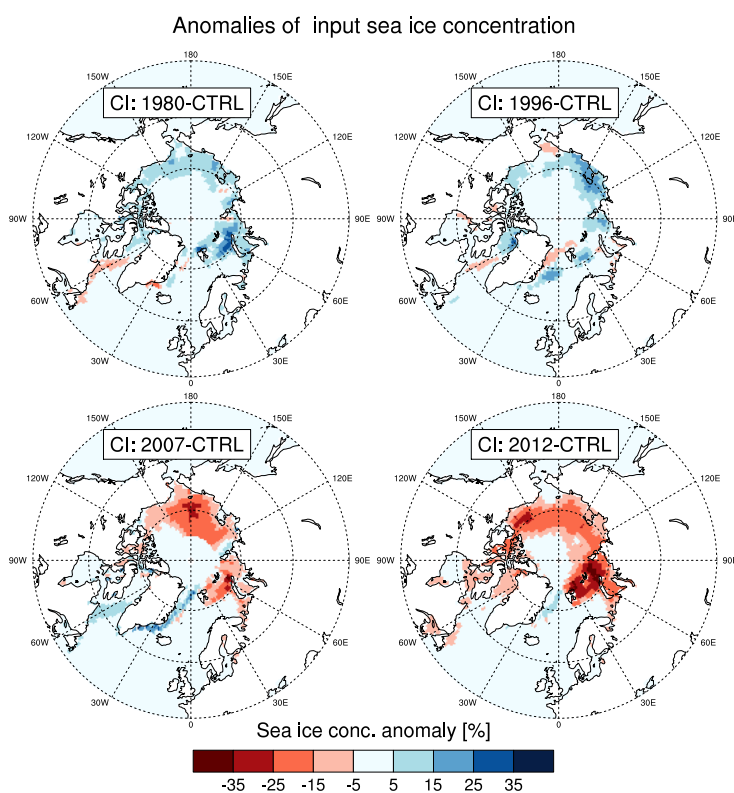 Anomalies of input sea ice concentration
180
180
150W
150E
150W
150E
CI: 1980-CTRL
CI: 1996-CTRL
120W
120E
120W
120E
90W
90E
90W
90E
60W
60E
60W
60E
30W
30E
30W
30E
0
0
180
180
150W
150E
150W
150E
CI: 2007-CTRL
CI: 2012-CTRL
120W
120E
120W
120E
90W
90E
90W
90E
60W
60E
60W
60E
30W
30E
30W
30E
0
0
Sea ice conc. anomaly [%]
-35 -25 -15 -5 5 15 25 35